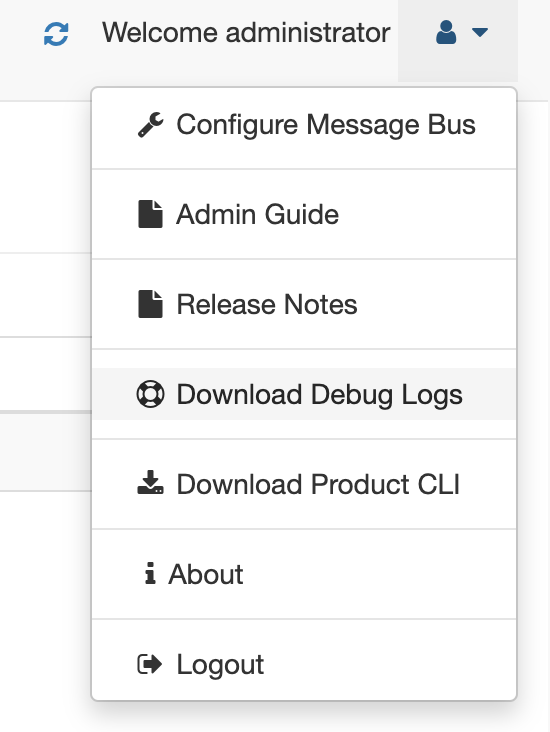 Welcome administrator
Configure Message Bus
Admin Guide
Release Notes
Download Debug Logs
Download Product CLI
About
Logout